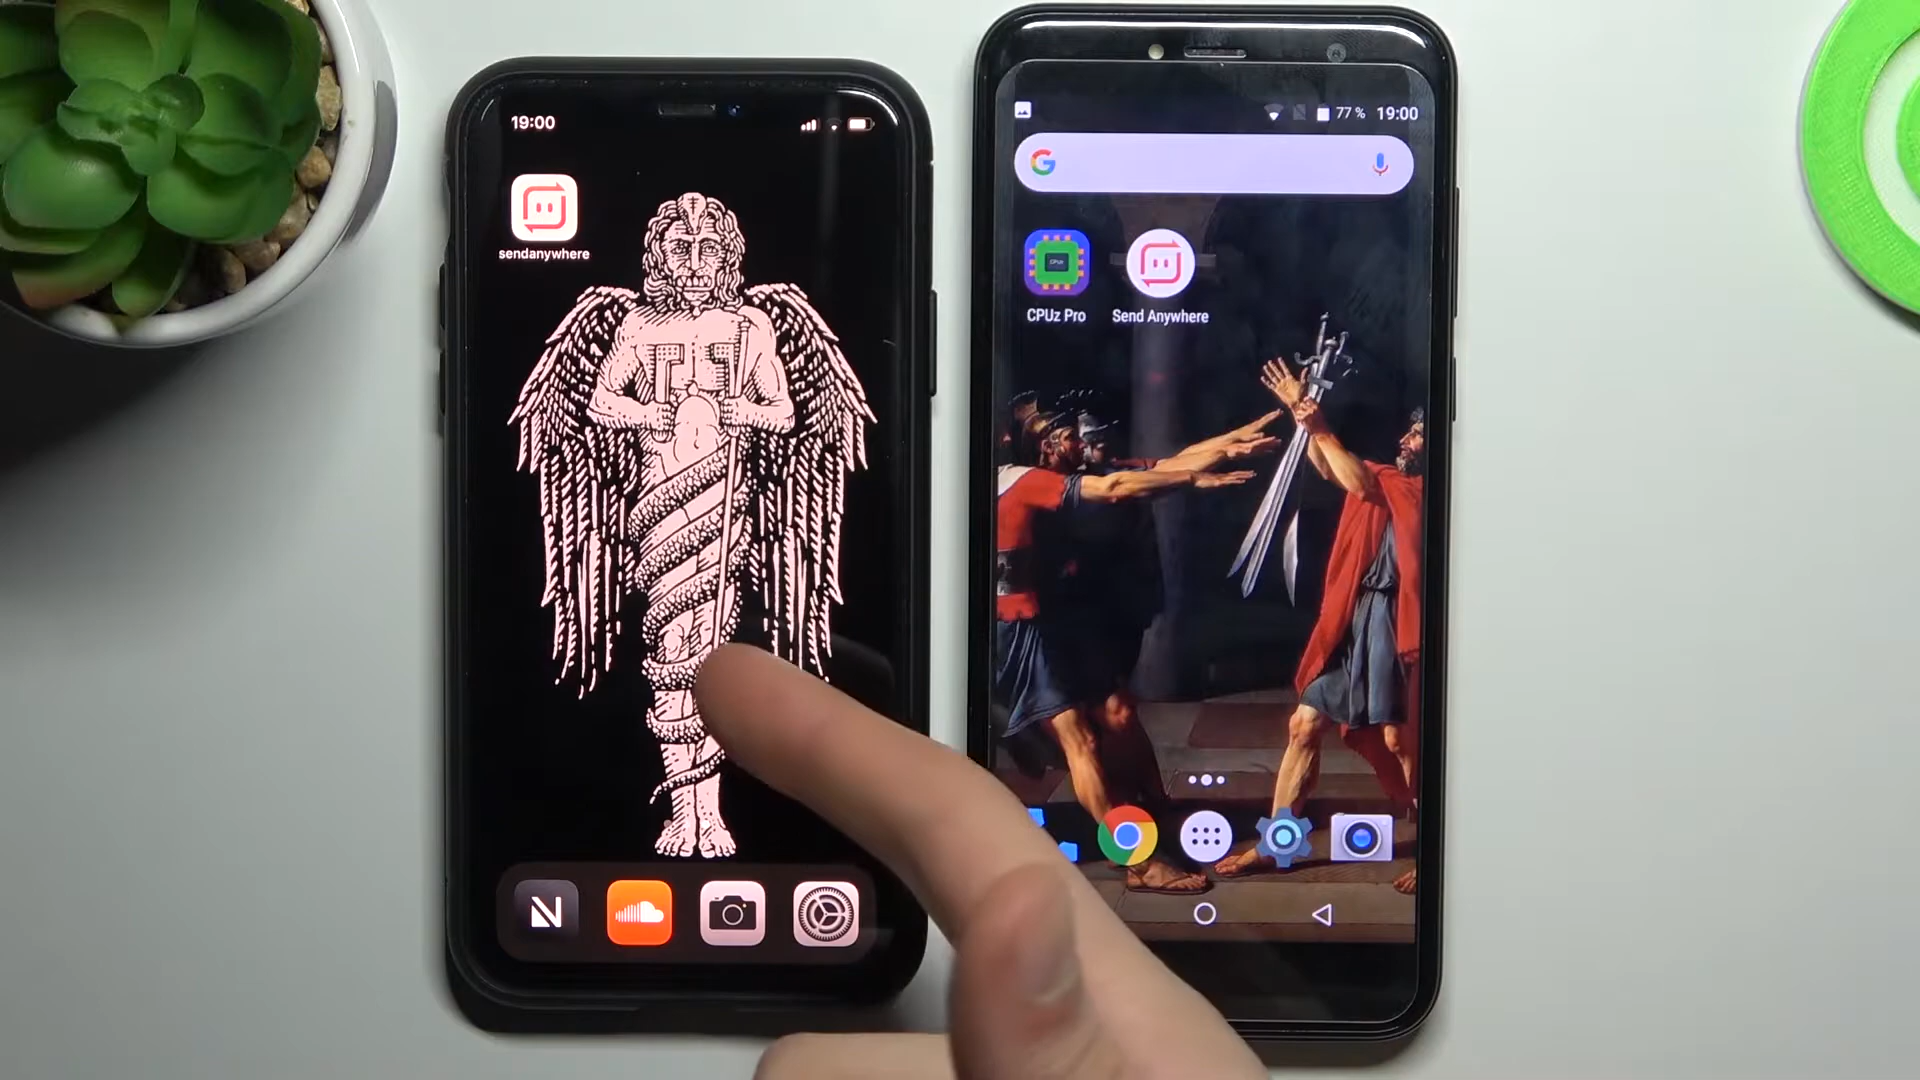 19:00
sendanywhere
77 % 19:00
CPUz Pro
Send Anywhere